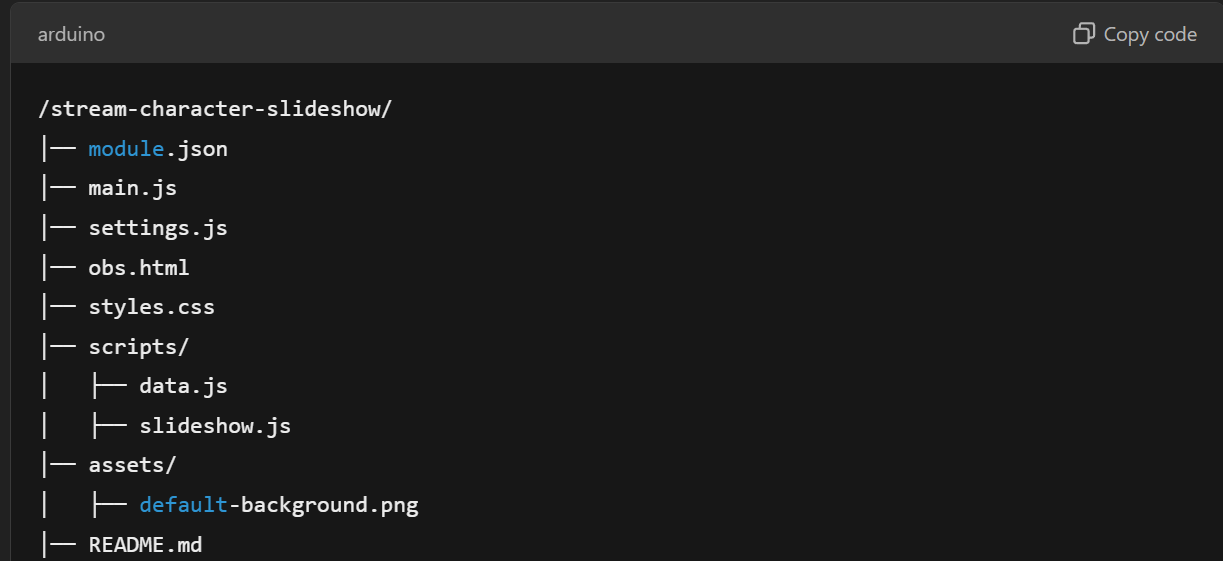 arduino
Copy code
/stream-character-slideshow/
│── module.json
│── main.js
│── settings.js
│── obs.html
│── styles.css
│── scripts/
│   ├── data.js
│   ├── slideshow.js
│── assets/
│   ├── default-background.png
│── README.md